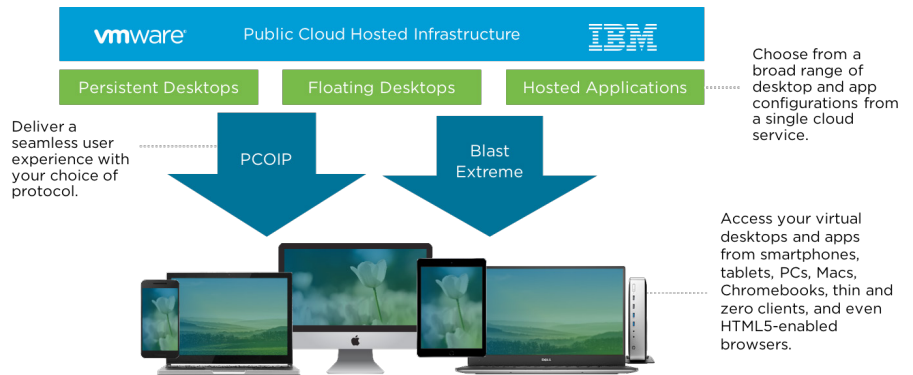 vmware®
Public Cloud Hosted Infrastructure
IBM
Persistent Desktops
Floating Desktops
Hosted Applications
Choose from a
broad range of
desktop and app
configurations from
a single cloud
service.
Deliver a
seamless user
experience with
your choice of
protocol.
PCOIP
Blast
Extreme
Access your virtual
desktops and apps
from smartphones,
tablets, PCs, Macs,
Chromebooks, thin and
zero clients, and even
HTML5-enabled
browsers.
DELL